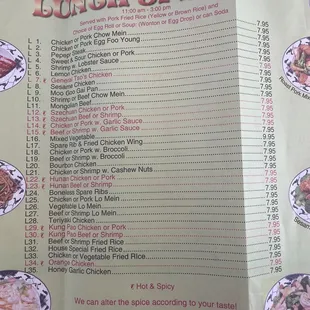 LUNCH
11:00 am - 3:00 pm
Served with Pork Fried Rice (Yellow or Brown Rice) and
Choice of Egg Roll or Soup: (Wonton or Egg Drop) or can Soda
L 1. Chicken or Pork Chow Mein 7.95
L 2. Chicken or Pork Egg Foo Young 7.95
L 3. Pepper Steak 7.95
L 4. Sweet & Sour Chicken or Pork 7.95
L 5. Shrimp w. Lobster Sauce 7.95
L 6. Lemon Chicken 7.95
L 7. General Tso's Chicken 7.95
L 8. Sesame Chicken 7.95
L 9. Moo Goo Gai Pan 7.95
L10. Shrimp or Beef Chow Mein 7.95
L11. Mongolian Beef 7.95
L12. Szechuan Chicken or Pork 7.95
L13. Szechuan Beef or Shrimp 7.95
L14. Chicken or Pork w. Garlic Sauce 7.95
L15. Beef or Shrimp w. Garlic Sauce 7.95
L16. Mixed Vegetable 6.95
L17. Spare Rib & Fried Chicken Wing 7.95
L18. Chicken or Pork w. Broccoli 7.95
L19. Beef or Shrimp w. Broccoli 7.95
L20. Bourbon Chicken 7.95
L21. Chicken or Shrimp w. Cashew Nuts 7.95
L22. Hunan Chicken or Pork 7.95
L23. Hunan Beef or Shrimp 7.95
L24. Boneless Spare Ribs 7.95
L25. Chicken or Pork Lo Mein 7.95
L26. Vegetable Lo Mein 7.95
L27. Beef or Shrimp Lo Mein 7.95
L28. Teriyaki Chicken 7.95
L29. Kung Pao Chicken or Pork 7.95
L30. Kung Pao Beef or Shrimp 7.95
L31. Beef or Shrimp Fried Rice 7.95
L32. House Special Fried Rice 7.95
L33. Chicken or Vegetable Fried Rice 7.95
L34. Orange Chicken 7.95
L35. Honey Garlic Chicken 7.95
Hot & Spicy
We can alter the spice according to your taste!